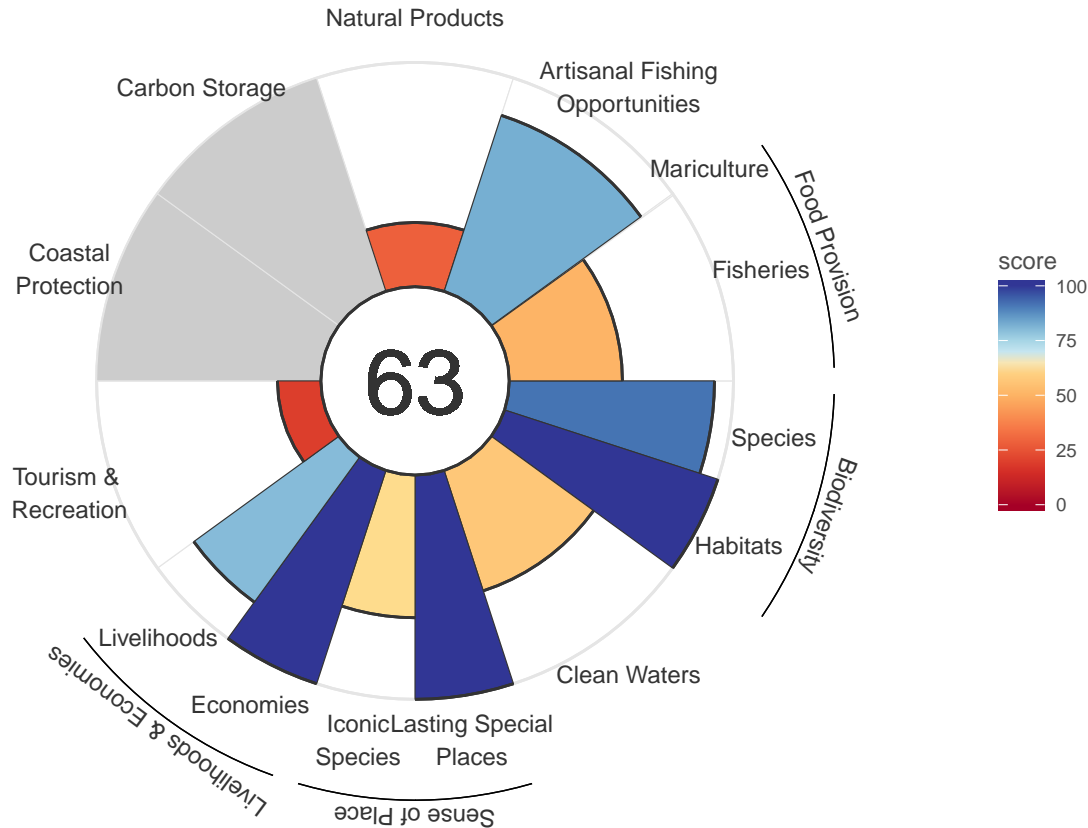 Natural Products
Carbon Storage
Artisanal Fishing
Opportunities
Mariculture
Food Provision
Fisheries
Coastal
Protection
score
100
75
50
25
0
63
Species
Biodiversity
Habitats
Tourism &
Recreation
Livelihoods
Clean Waters
Economies
Livelihoods & Economies
Iconic
Species
Lasting Special
Places
Sense of Place